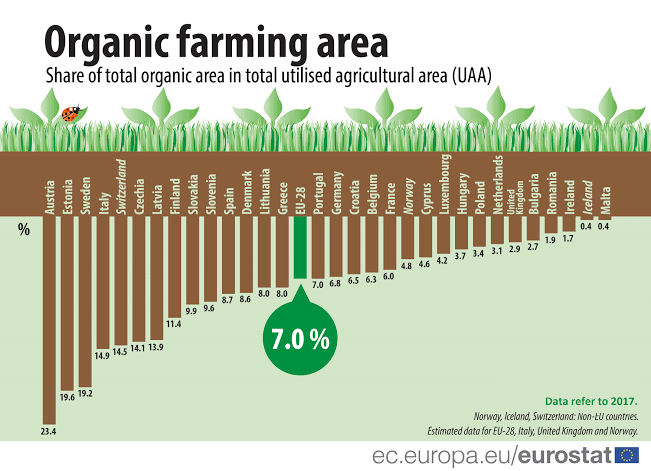 Organic farming area
Share of total organic area in total utilised agricultural area (UAA)
Austria
Estonia
Sweden
Italy
Switzerland
Czechia
Latvia
Finland
Slovakia
Slovenia
Spain
Denmark
Lithuania
Greece
EU-28
Portugal
Germany
Croatia
Belgium
France
Norway
Cyprus
Luxembourg
Hungary
Poland
Netherlands
United
Kingdom
Bulgaria
Romania
Ireland
Iceland
Malta
%
23.4
19.6
19.2
14.9
14.5
14.1
13.9
11.4
9.9
9.6
8.7
8.6
8.0
8.0
7.0 %
7.0
6.8
6.5
6.3
6.0
4.8
4.6
4.2
3.7
3.4
3.1
2.9
2.7
1.9
1.7
0.4
0.4
Data refer to 2017.
Norway, Iceland, Switzerland: Non-EU countries.
Estimated data for EU-28, Italy, United Kingdom and Norway.
ec.europa.eu/eurostat